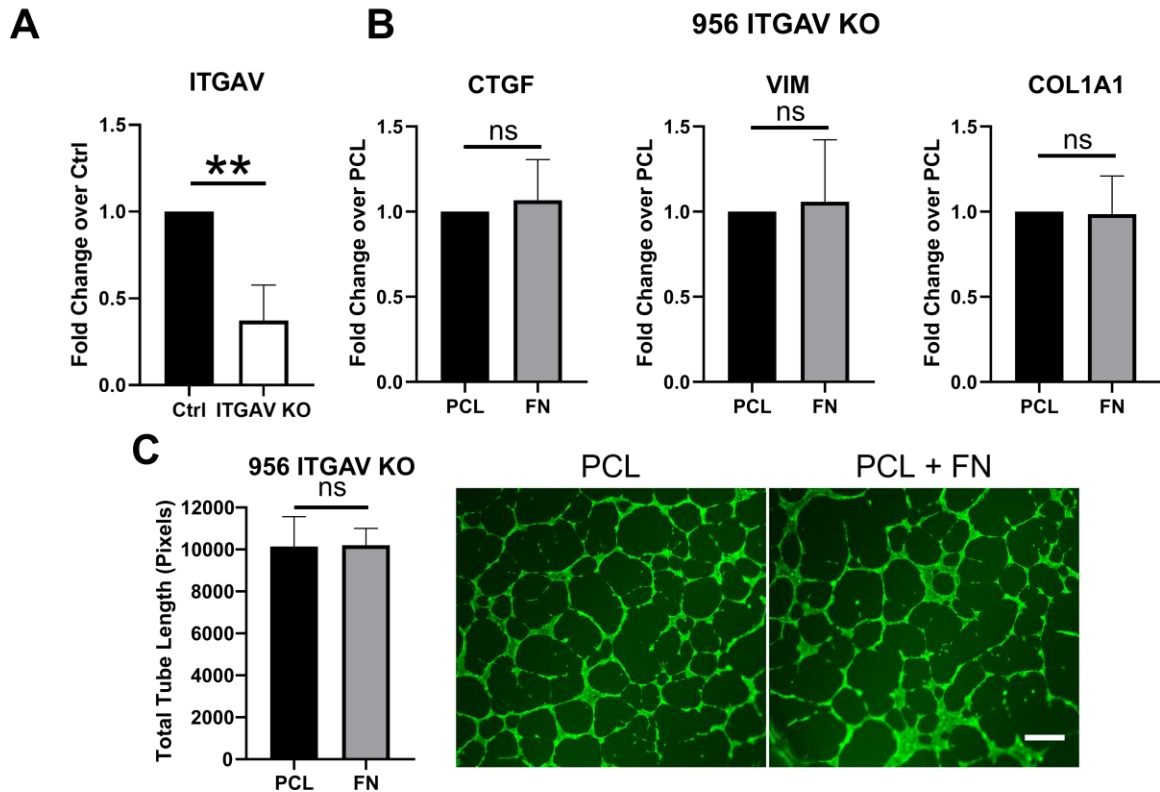 A
B
956 ITGAV KO
ITGAV
Fold Change over Ctrl
1.5
1.0
0.5
0.0
**
Ctrl ITGAV KO
CTGF
Fold Change over PCL
1.5
1.0
0.5
0.0
ns
PCL FN
VIM
Fold Change over PCL
1.5
1.0
0.5
0.0
ns
PCL FN
COL1A1
Fold Change over PCL
1.5
1.0
0.5
0.0
ns
PCL FN
C
956 ITGAV KO
ns
Total Tube Length (Pixels)
12000
10000
8000
6000
4000
2000
0
PCL FN
PCL
PCL + FN